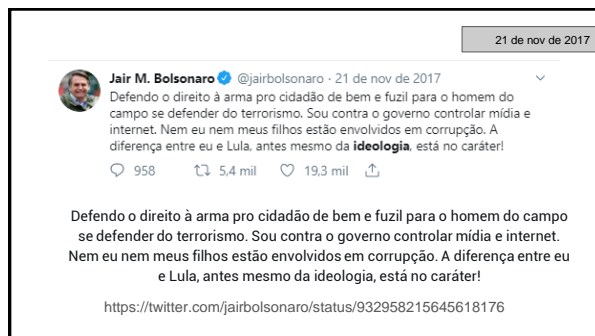 21 de nov de 2017
Jair M. Bolsonaro @jairbolsonaro · 21 de nov de 2017
Defendo o direito à arma pro cidadão de bem e fuzil para o homem do
campo se defender do terrorismo. Sou contra o governo controlar mídia e
internet. Nem eu nem meus filhos estão envolvidos em corrupção. A
diferença entre eu e Lula, antes mesmo da ideologia, está no caráter!
958 5,4 mil 19,3 mil
Defendo o direito à arma pro cidadão de bem e fuzil para o homem do campo
se defender do terrorismo. Sou contra o governo controlar mídia e internet.
Nem eu nem meus filhos estão envolvidos em corrupção. A diferença entre eu
e Lula, antes mesmo da ideologia, está no caráter!
https://twitter.com/jairbolsonaro/status/932958215645618176